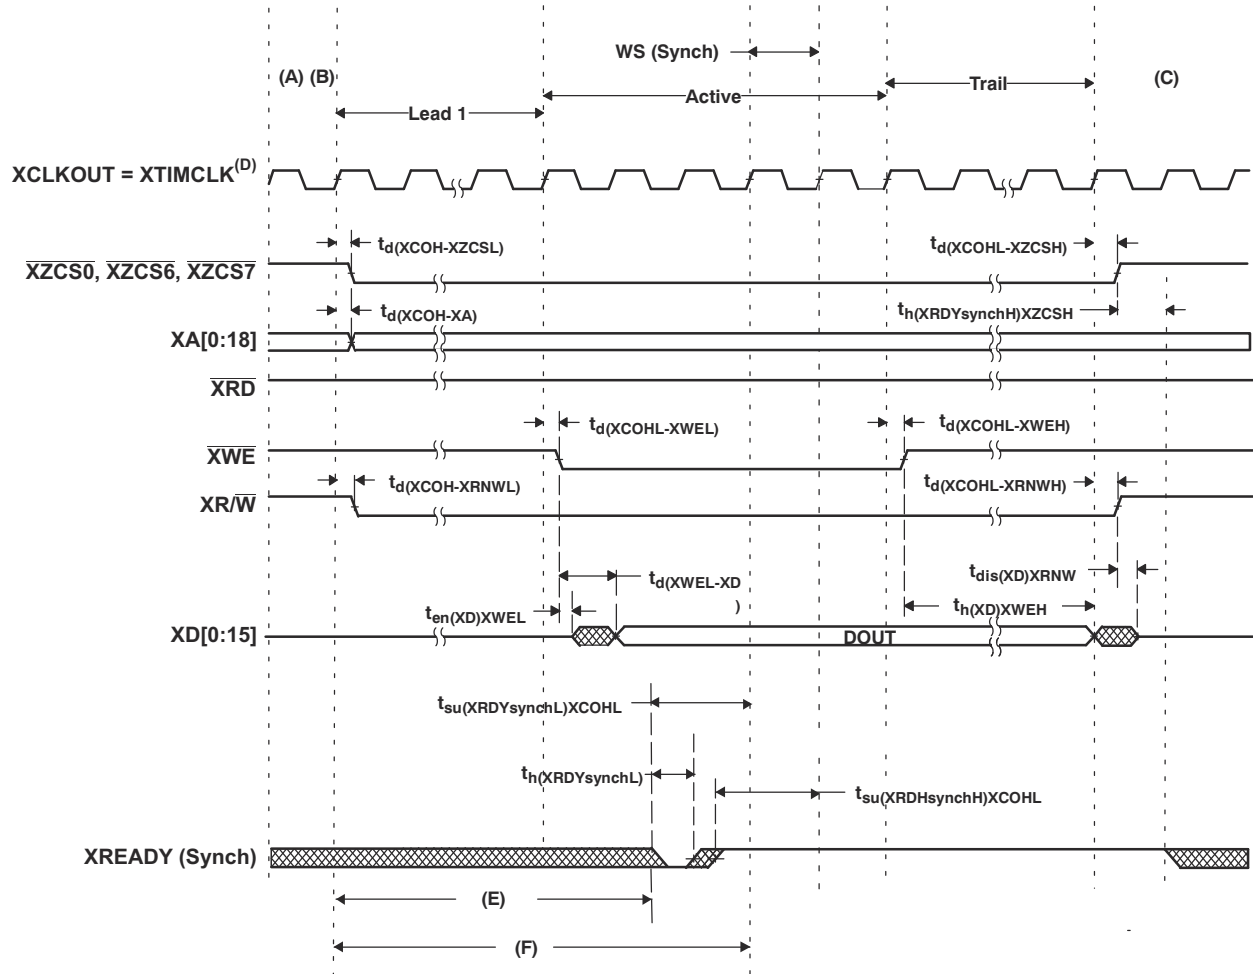 WS (Synch)
(A) (B)
Trail
(C)
Active
Lead 1
XCLKOUT = XTIMCLK(D)
td(XCOH-XZCSL)
td(XCOHL-XZCSH)
XZCS0, XZCS6, XZCS7
td(XCOH-XA)
th(XRDYsynchH)XZCSH
XA[0:18]
XRD
td(XCOHL-XWEL)
td(XCOHL-XWEH)
XWE
td(XCOH-XRNWL)
td(XCOHL-XRNWH)
XR/W
td(XWEL-XD
)
tdis(XD)XRNW
ten(XD)XWEL
th(XD)XWEH
XD[0:15]
DOUT
tsu(XRDYsynchL)XCOHL
th(XRDYsynchL)
tsu(XRDHsynchH)XCOHL
XREADY (Synch)
(E)
(F)